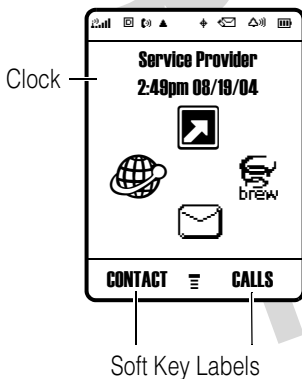 Service Provider
Clock
2:49pm 08/19/04
brew
CONTACT
CALLS
Soft Key Labels